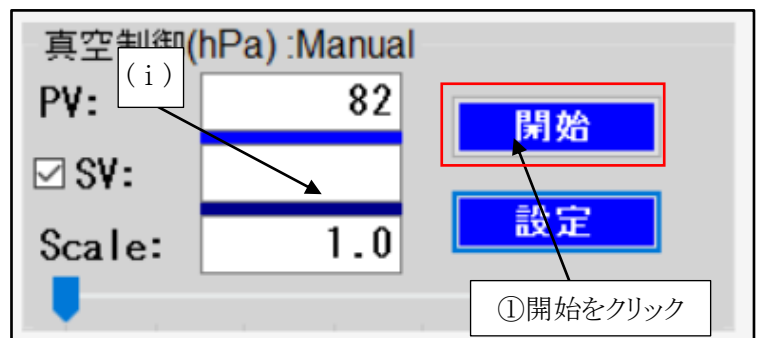 真空制御(hPa) :Manual
(ⅰ)
PV: 82
開始
☑ SV:
設定
Scale: 1.0
①開始をクリック